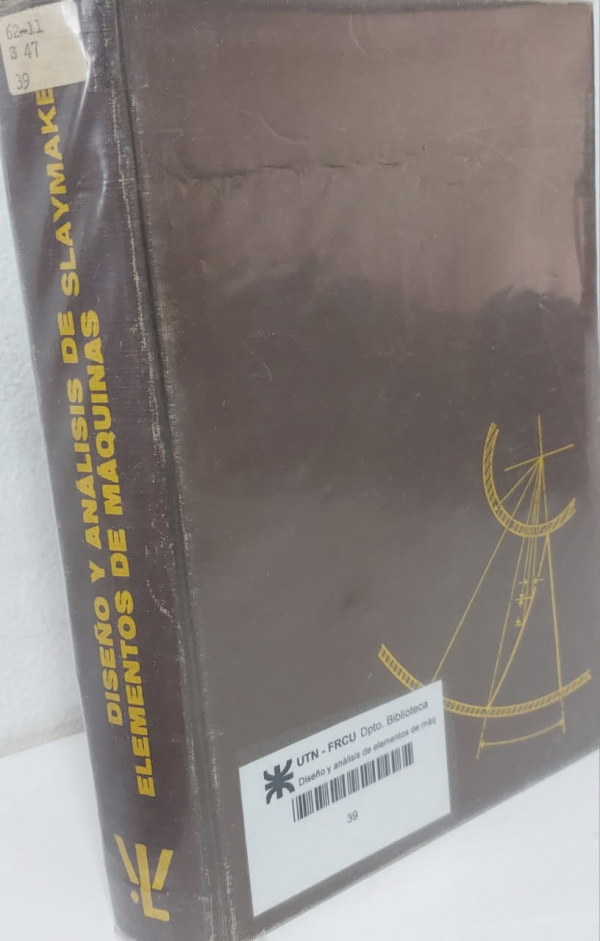 62-11
S 47
39
SLAYMAKE
DISEÑO Y ANÁLISIS DE
ELEMENTOS DE MAQUINAS
UTN - FRCU Dpto. Biblioteca
Diseño y análisis de elementos de máq
39